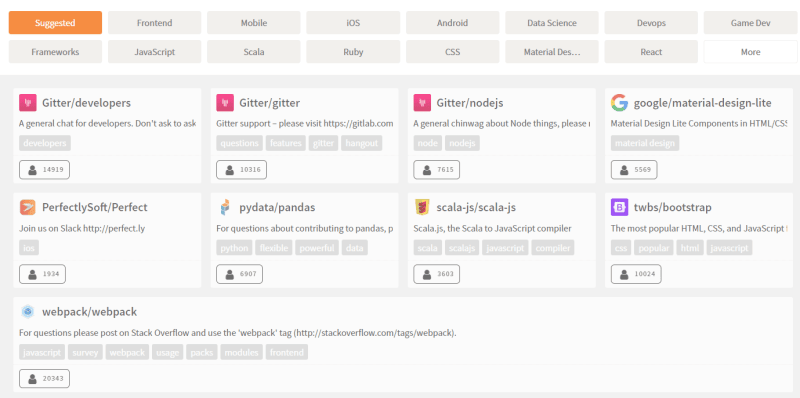 Suggested
Frontend
Mobile
iOS
Android
Data Science
Devops
Game Dev
Frameworks
JavaScript
Scala
Ruby
CSS
Material Des...
React
More
Gitter/developers
A general chat for developers. Don't ask to ask
developers
14919
Gitter/gitter
Gitter support – please visit https://gitlab.com
questions features gitter hangout
10316
Gitter/nodejs
A general chinwag about Node things, please
node nodejs
7615
google/material-design-lite
Material Design Lite Components in HTML/CSS
material design
5569
PerfectlySoft/Perfect
Join us on Slack http://perfect.ly
ios
1934
pydata/pandas
For questions about contributing to pandas, p
python flexible powerful data
6907
scala-js/scala-js
Scala.js, the Scala to JavaScript compiler
scala scalajs javascript compiler
3603
twbs/bootstrap
The most popular HTML, CSS, and JavaScript
css popular html javascript
10024
webpack/webpack
For questions please post on Stack Overflow and use the 'webpack' tag (http://stackoverflow.com/tags/webpack).
javascript survey webpack usage packs modules frontend
20343